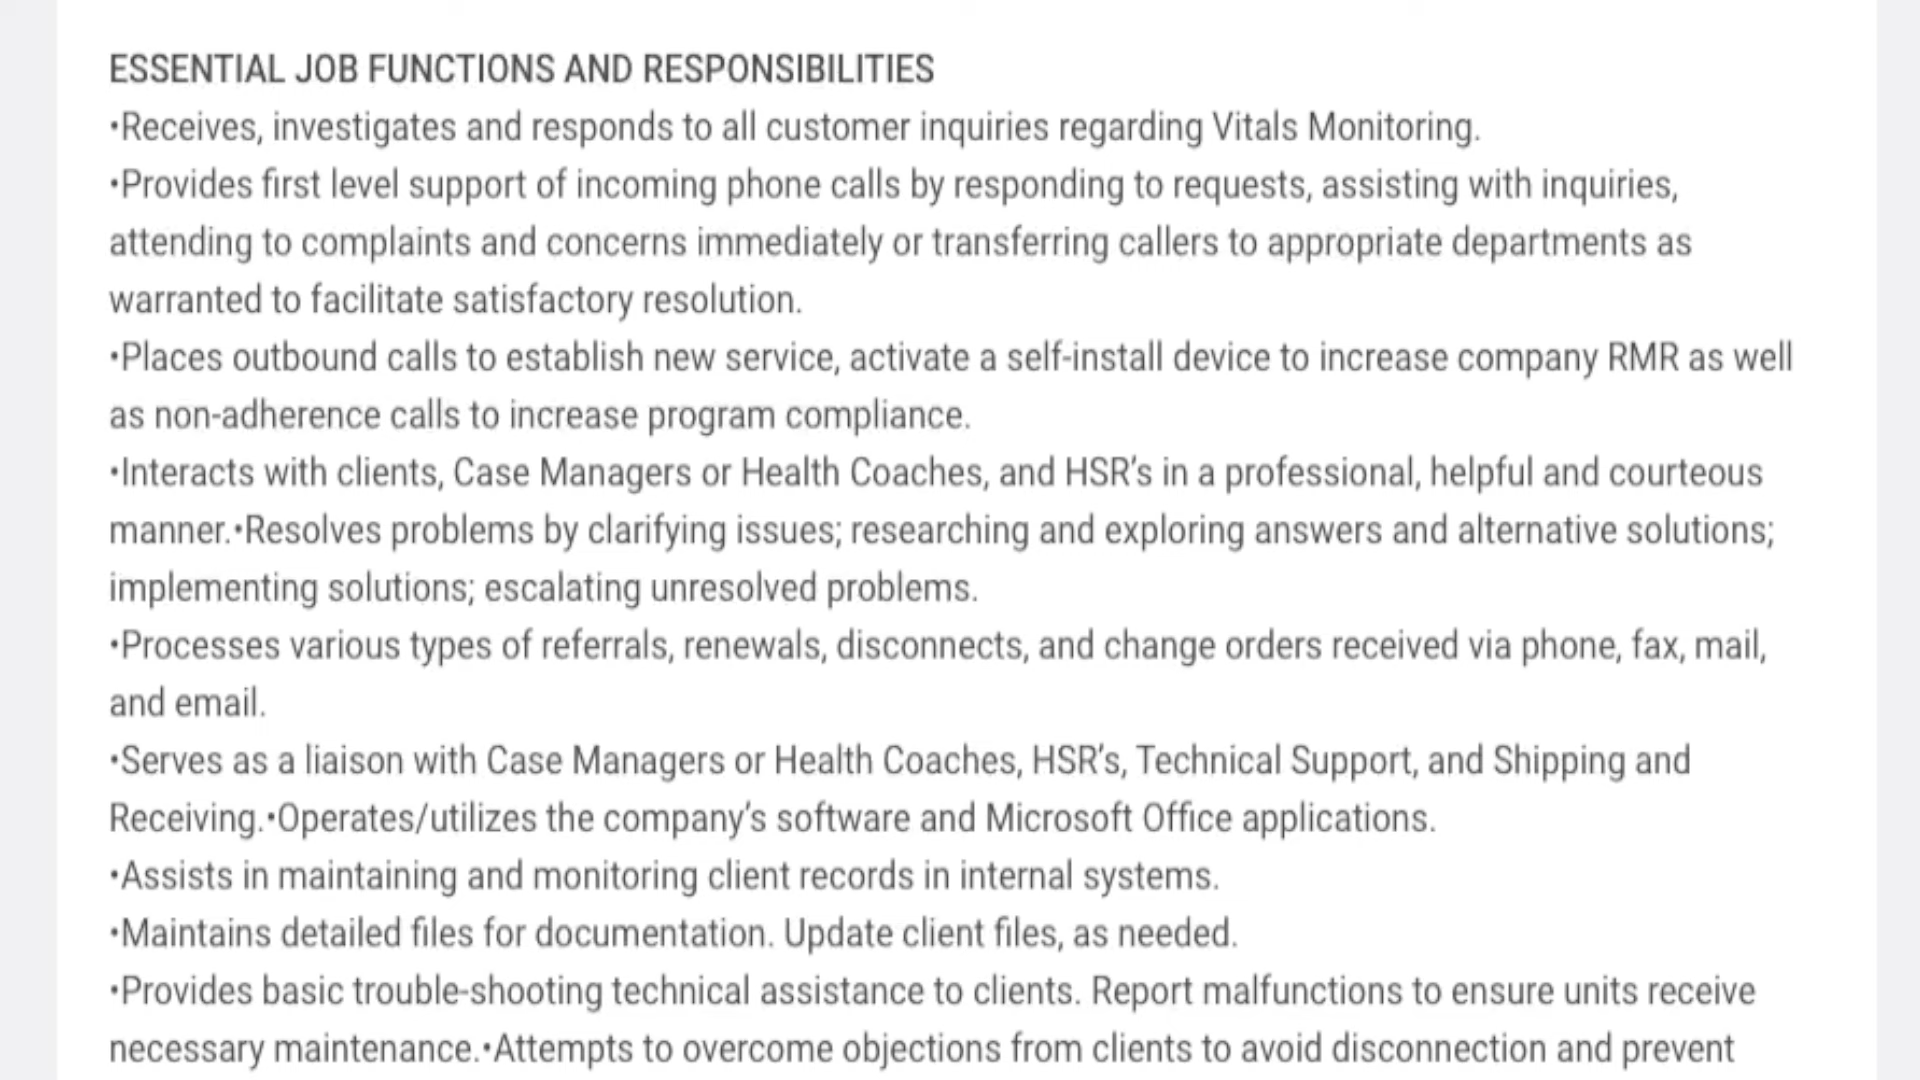 ESSENTIAL JOB FUNCTIONS AND RESPONSIBILITIES
•Receives, investigates and responds to all customer inquiries regarding Vitals Monitoring.
•Provides first level support of incoming phone calls by responding to requests, assisting with inquiries,
attending to complaints and concerns immediately or transferring callers to appropriate departments as
warranted to facilitate satisfactory resolution.
•Places outbound calls to establish new service, activate a self-install device to increase company RMR as well
as non-adherence calls to increase program compliance.
•Interacts with clients, Case Managers or Health Coaches, and HSR’s in a professional, helpful and courteous
manner.•Resolves problems by clarifying issues; researching and exploring answers and alternative solutions;
implementing solutions; escalating unresolved problems.
•Processes various types of referrals, renewals, disconnects, and change orders received via phone, fax, mail,
and email.
•Serves as a liaison with Case Managers or Health Coaches, HSR’s, Technical Support, and Shipping and
Receiving.•Operates/utilizes the company’s software and Microsoft Office applications.
•Assists in maintaining and monitoring client records in internal systems.
•Maintains detailed files for documentation. Update client files, as needed.
•Provides basic trouble-shooting technical assistance to clients. Report malfunctions to ensure units receive
necessary maintenance.•Attempts to overcome objections from clients to avoid disconnection and prevent